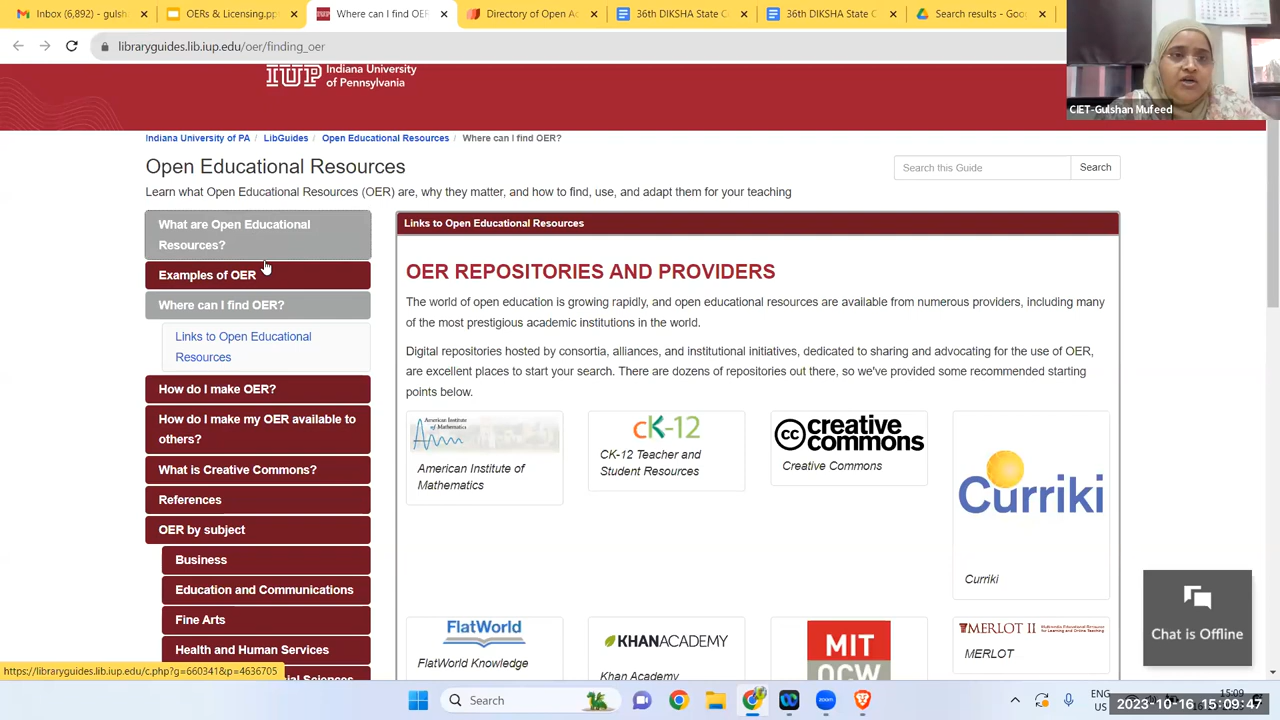 Inbox (6,892) - gulsh
OERs & Licensing.pp
Where can I find OER
Directory of Open Ac
36th DIKSHA State C
36th DIKSHA State C
Search results - Goo
libraryguides.lib.iup.edu/oer/finding_oer
CIET-Gulshan Mufeed
IUP Indiana University
of Pennsylvania
Indiana University of PA / LibGuides / Open Educational Resources / Where can I find OER?
Open Educational Resources
Search this Guide
Search
Learn what Open Educational Resources (OER) are, why they matter, and how to find, use, and adapt them for your teaching
What are Open Educational
Resources?
Examples of OER
Where can I find OER?
Links to Open Educational
Resources
How do I make OER?
How do I make my OER available to
others?
What is Creative Commons?
References
OER by subject
Business
Education and Communications
Fine Arts
Health and Human Services
ial Sciences
Links to Open Educational Resources
OER REPOSITORIES AND PROVIDERS
The world of open education is growing rapidly, and open educational resources are available from numerous providers, including many
of the most prestigious academic institutions in the world.
Digital repositories hosted by consortia, alliances, and institutional initiatives, dedicated to sharing and advocating for the use of OER,
are excellent places to start your search. There are dozens of repositories out there, so we've provided some recommended starting
points below.
American Institute of
Mathematics
American Institute of
Mathematics
cK-12
CK-12 Teacher and
Student Resources
cc creative
commons
Creative Commons
Curriki
Curriki
FlatWorld
FlatWorld Knowledge
KHANACADEMY
Khan Academy
MIT
OCW
MERLOT II
MERLOT
Chat is Offline
https://libraryguides.lib.iup.edu/c.php?g=660341&p=4636705
Search
zoom
ENG
US
15:09
2023-10-16 15:09:47